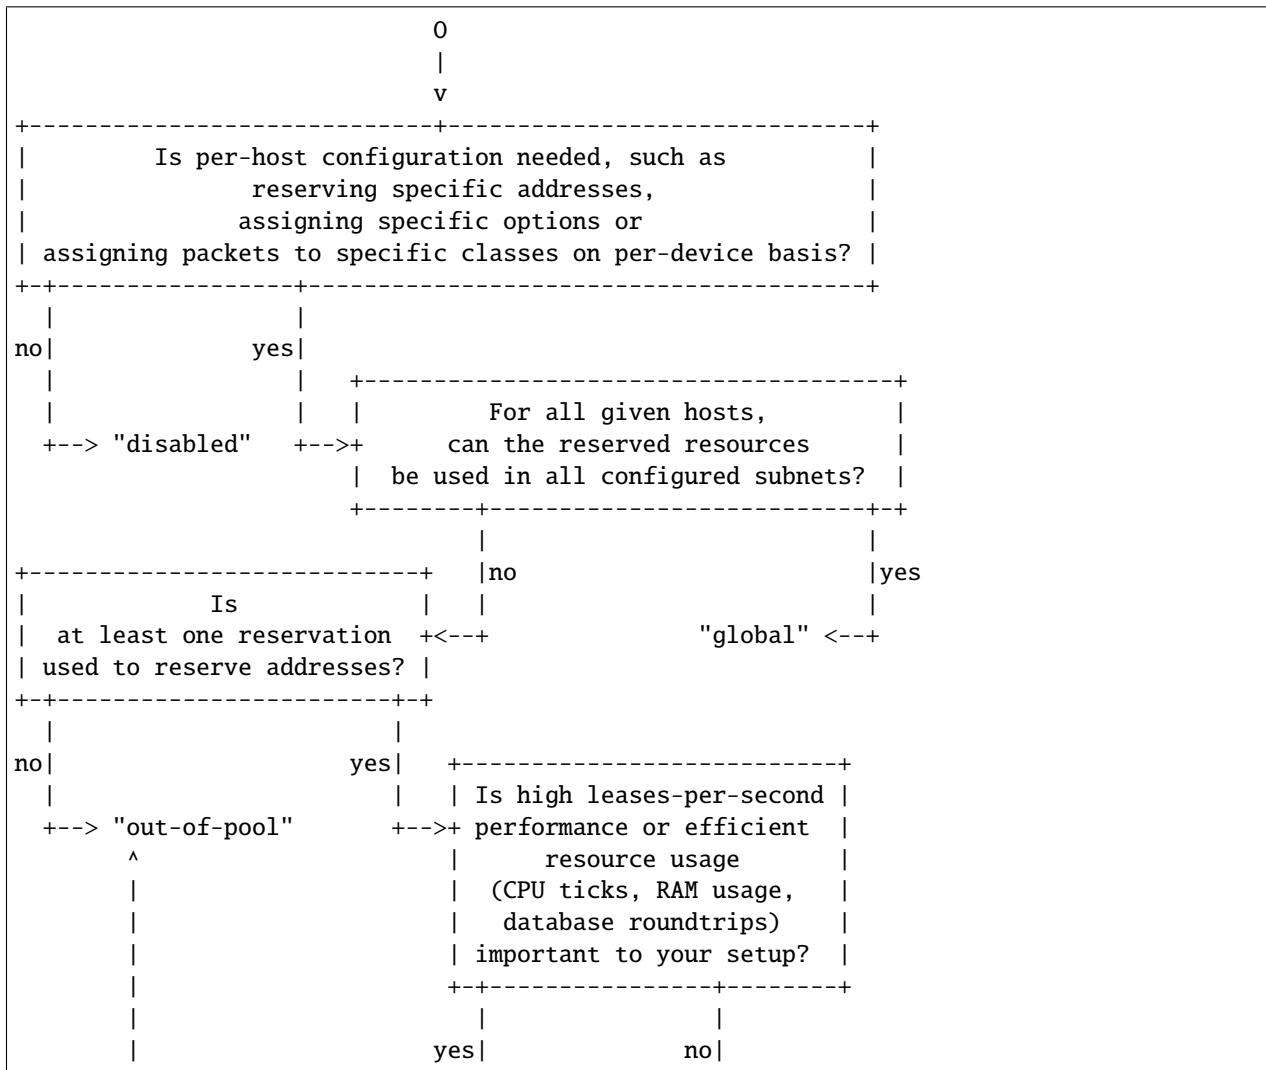 O
                              |
                              v
+-----------------------------+------------------------------+
|         Is per-host configuration needed, such as          |
|                reserving specific addresses,               |
|               assigning specific options or                |
| assigning packets to specific classes on per-device basis? |
+-+-----------------+----------------------------------------+
  |                 |
no|              yes|
  |                 |   +--------------------------------------+
  |                 |   |         For all given hosts,         |
  +--> "disabled"   +-->+      can the reserved resources      |
                        |  be used in all configured subnets?  |
                        +--------+---------------------------+-+
                                 |                           |
+----------------------------+   |no                         |yes
|             Is             |   |                           |
|  at least one reservation  +<--+               "global" <--+
| used to reserve addresses? |
+-+------------------------+-+
  |                        |
no|                     yes|   +---------------------------+
  |                        |   | Is high leases-per-second |
  +--> "out-of-pool"       +-->+ performance or efficient  |
        ^                      |      resource usage       |
        |                      |  (CPU ticks, RAM usage,   |
        |                      |   database roundtrips)    |
        |                      | important to your setup?  |
        |                      +-+----------------+--------+
        |                        |                |
        |                     yes|              no|